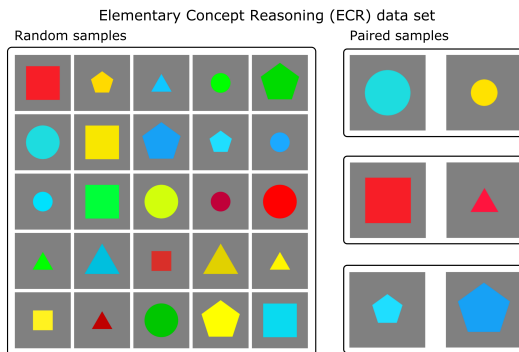 Elementary Concept Reasoning (ECR) data set
Random samples
Paired samples